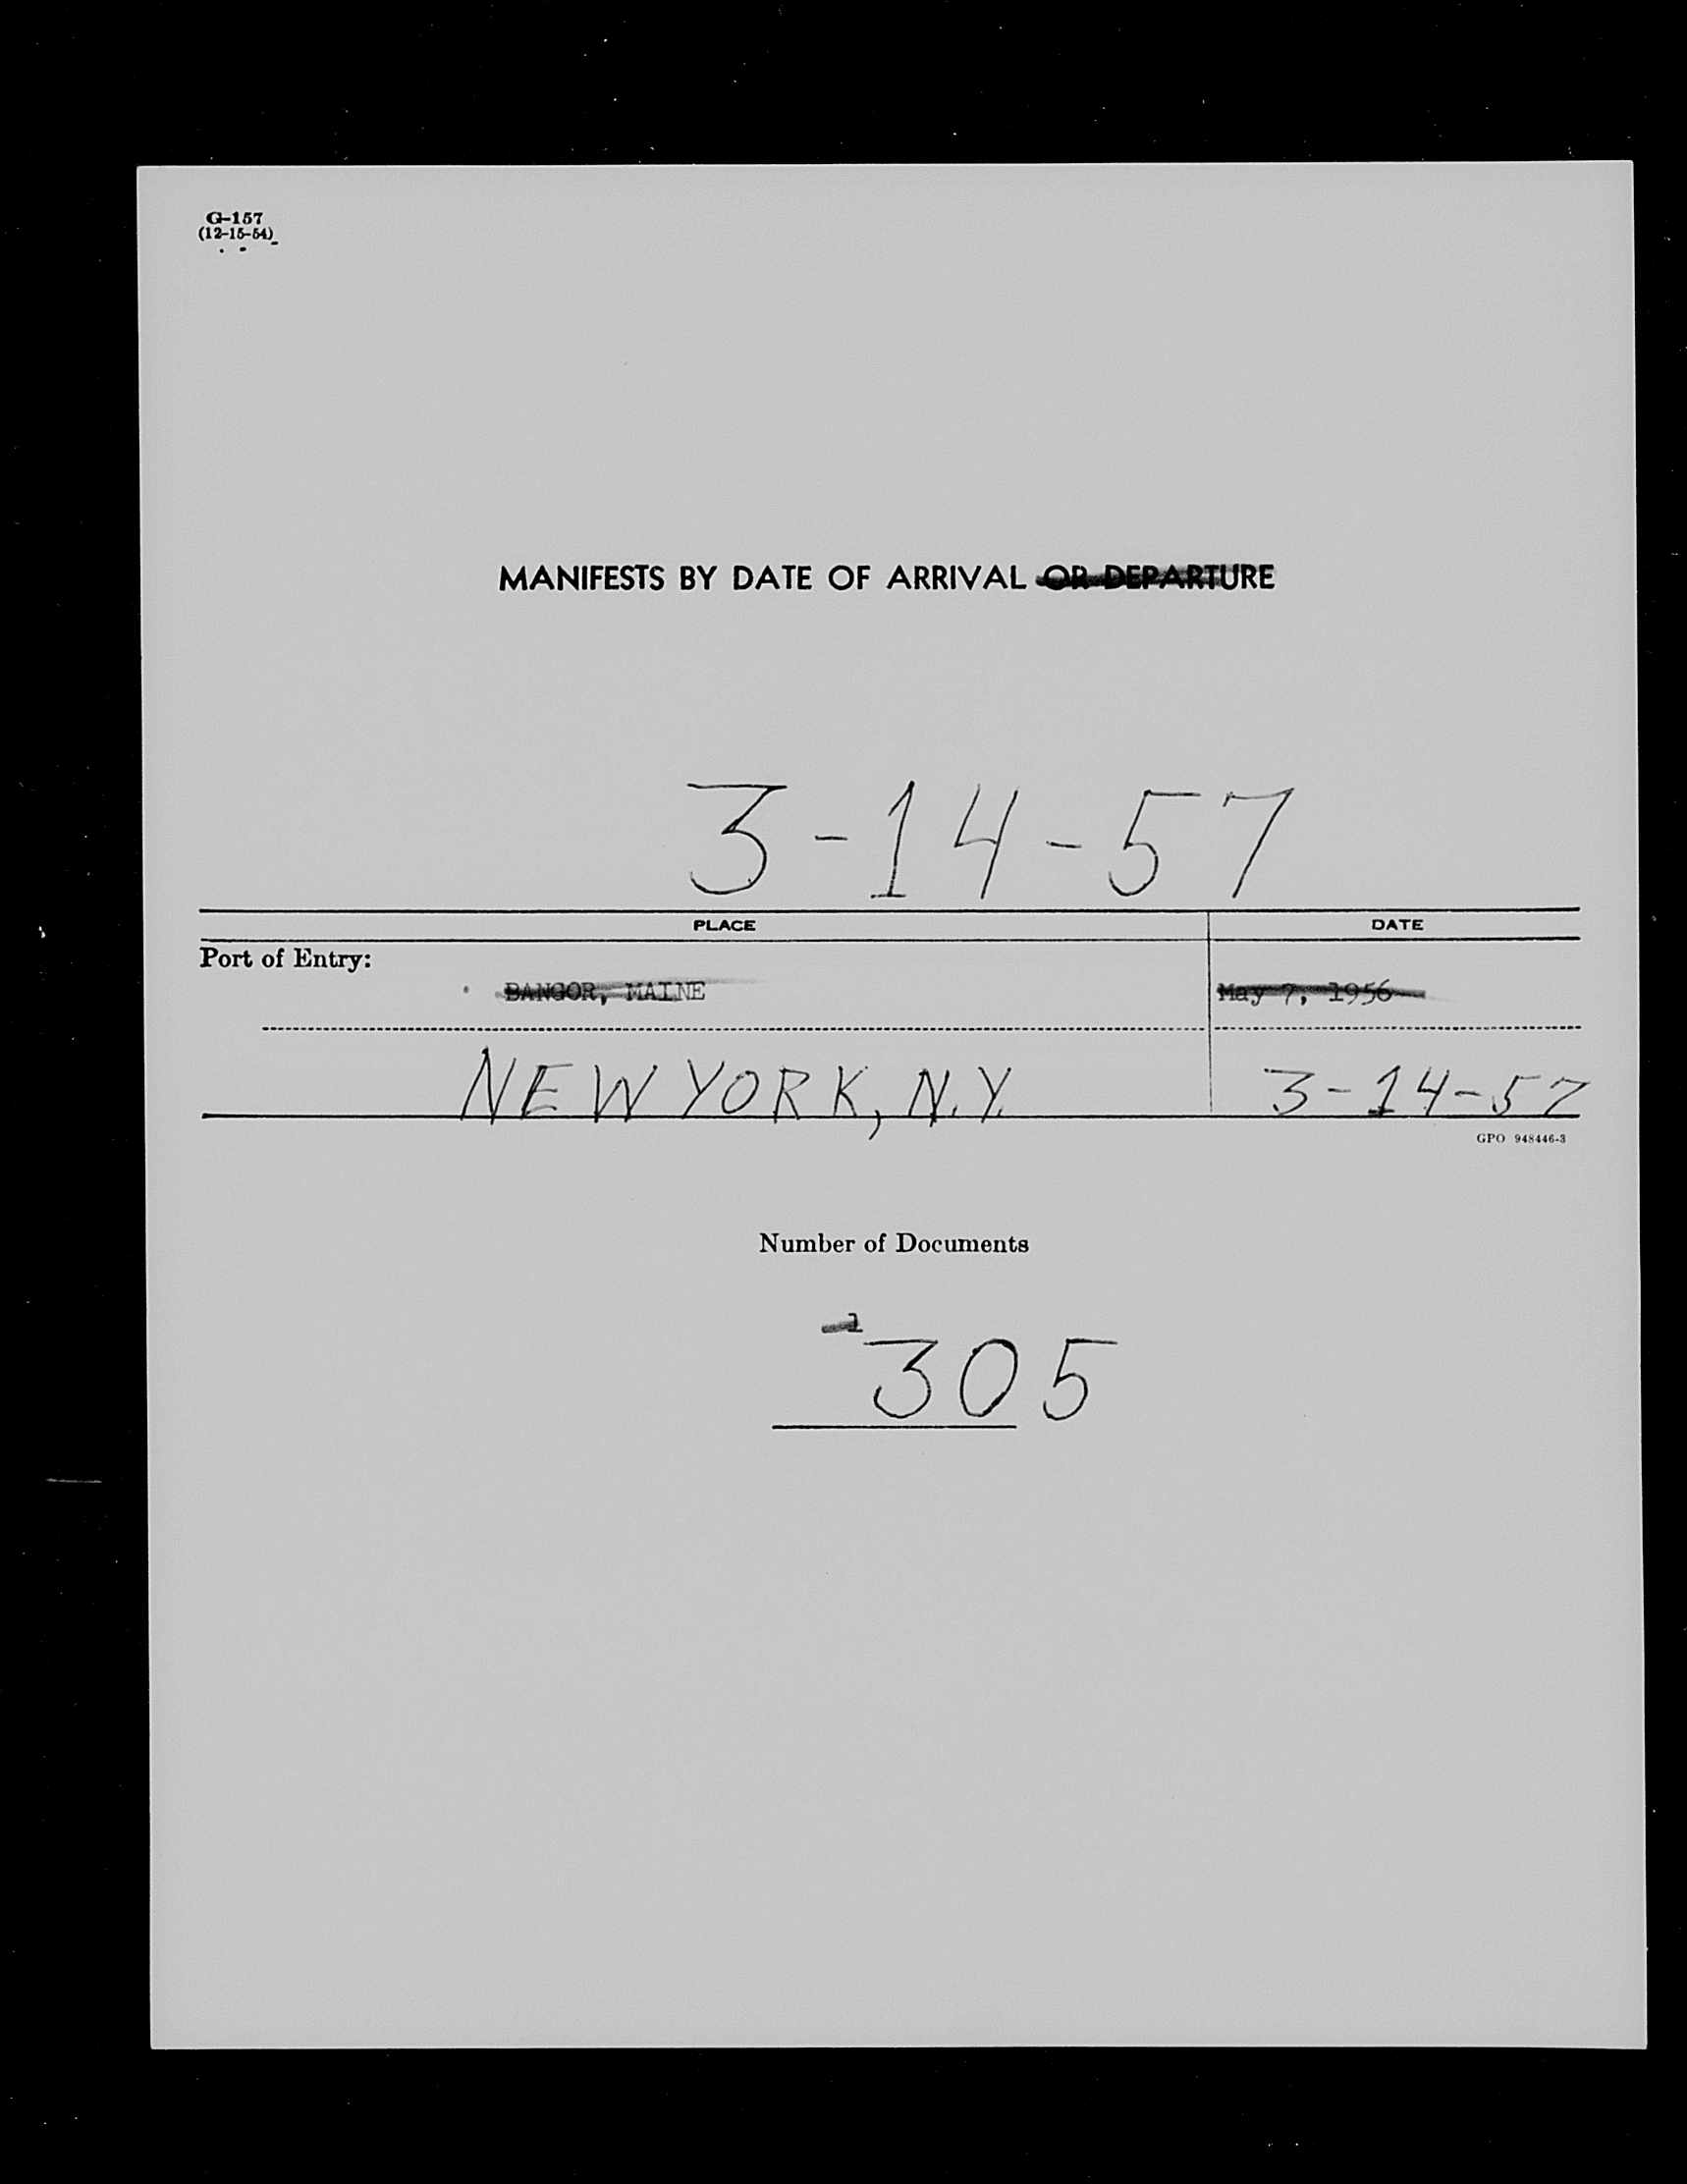 G-157
(12-15-54)
MANIFESTS BY DATE OF ARRIVAL OR DEPARTURE
3-14-57
PLACE DATE
Port of Entry:
BANGOR, MAINE May 7, 1956
NEW YORK, N.Y. 3-14-57
GPO 948446-3
Number of Documents
1
305